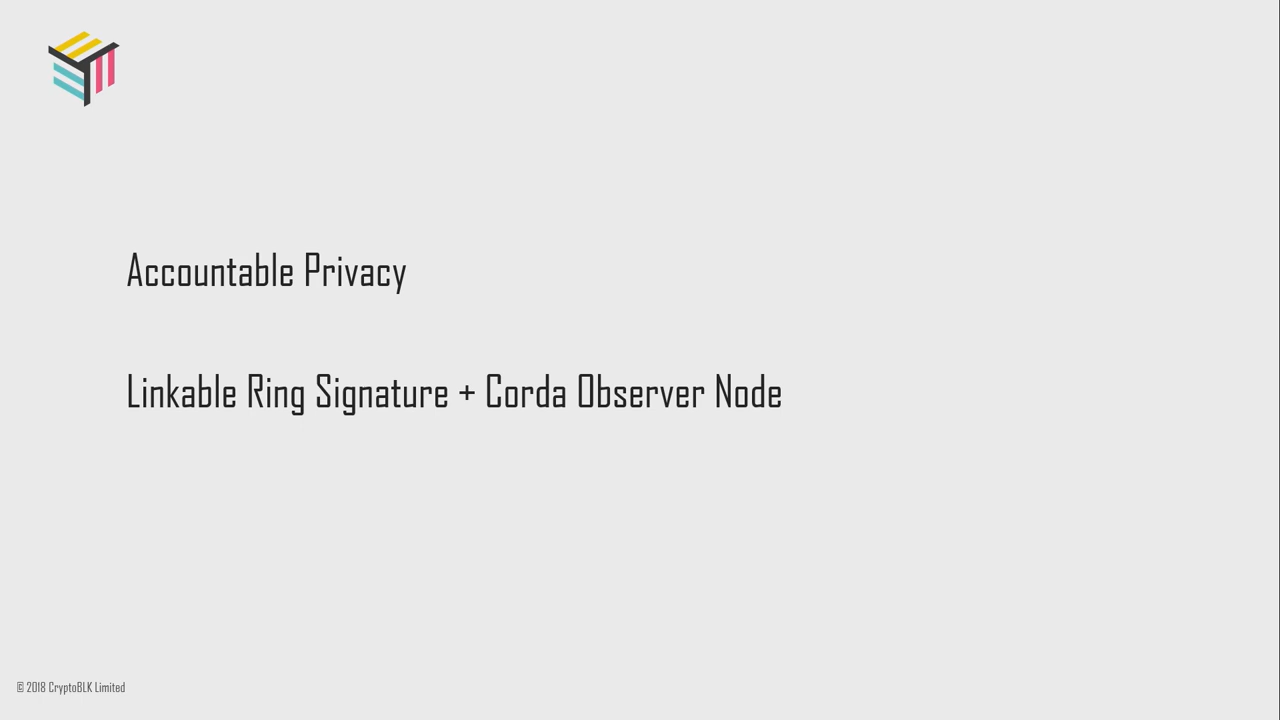 Accountable Privacy
Linkable Ring Signature + Corda Observer Node
© 2018 CryptoBLK Limited